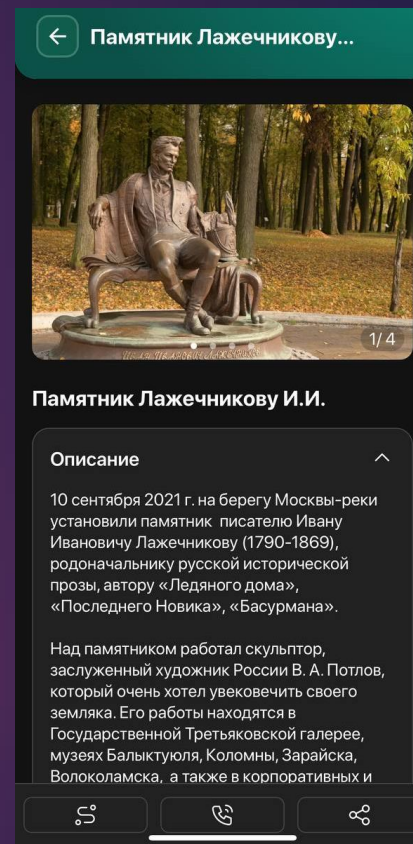 Памятник Лажечникову...
1/4
Памятник Лажечникову И.И.
Описание
10 сентября 2021 г. на берегу Москвы-реки
установили памятник писателю Ивану
Ивановичу Лажечникову (1790-1869),
родоначальнику русской исторической
прозы, автору «Ледяного дома»,
«Последнего Новика», «Басурмана».
Над памятником работал скульптор,
заслуженный художник России В. А. Потлов,
который очень хотел увековечить своего
земляка. Его работы находятся в
Государственной Третьяковской галерее,
музеях Балыктуюля, Коломны, Зарайска,
Волоколамска, а также в корпоративных и